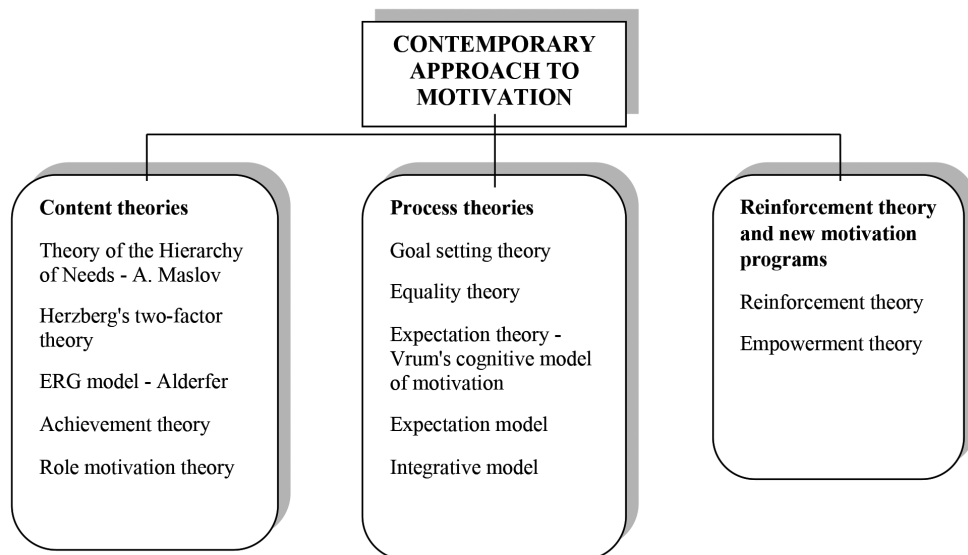 CONTEMPORARY
APPROACH TO
MOTIVATION
Content theories
Theory of the Hierarchy
of Needs - A. Maslov
Herzberg's two-factor
theory
ERG model - Alderfer
Achievement theory
Role motivation theory
Process theories
Goal setting theory
Equality theory
Expectation theory -
Vrum's cognitive model
of motivation
Expectation model
Integrative model
Reinforcement theory
and new motivation
programs
Reinforcement theory
Empowerment theory